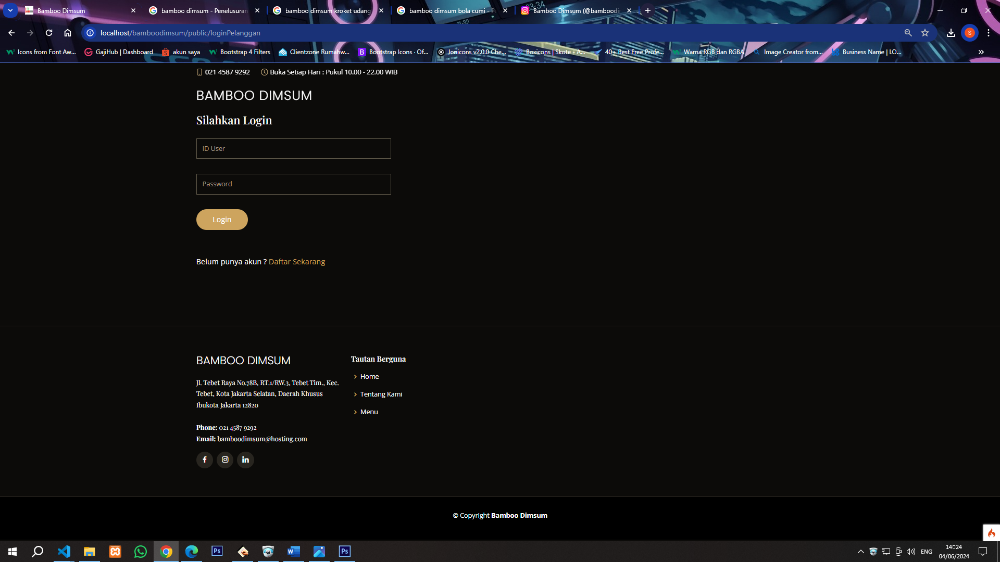 Bamboo Dimsum
bamboo dimsum - Penelusuran
bamboo dimsum kroket udang
bamboo dimsum bola cumi - P
Bamboo Dimsum (@bamboodi
localhost/bamboodimsum/public/loginPelanggan
S
Icons from Font Aw...
GajiHub | Dashboard
akun saya
Bootstrap 4 Filters
Clientzone Rumahw...
Bootstrap Icons · Of...
Ionicons v2.0.0 Che...
Boxicons | Skote - A...
40+ Best Free Profe...
Warna RGB dan RGBA
Image Creator from...
Business Name | LO...
021 4587 9292 Buka Setiap Hari : Pukul 10.00 - 22.00 WIB
BAMBOO DIMSUM
Silahkan Login
ID User
Password
Login
Belum punya akun ? Daftar Sekarang
BAMBOO DIMSUM
Jl. Tebet Raya No.78B, RT.1/RW.3, Tebet Tim., Kec.
Tebet, Kota Jakarta Selatan, Daerah Khusus
Ibukota Jakarta 12820
Phone: 021 4587 9292
Email: bamboodimsum@hosting.com
Tautan Berguna
Home
Tentang Kami
Menu
© Copyright Bamboo Dimsum
ENG
14:24
04/06/2024